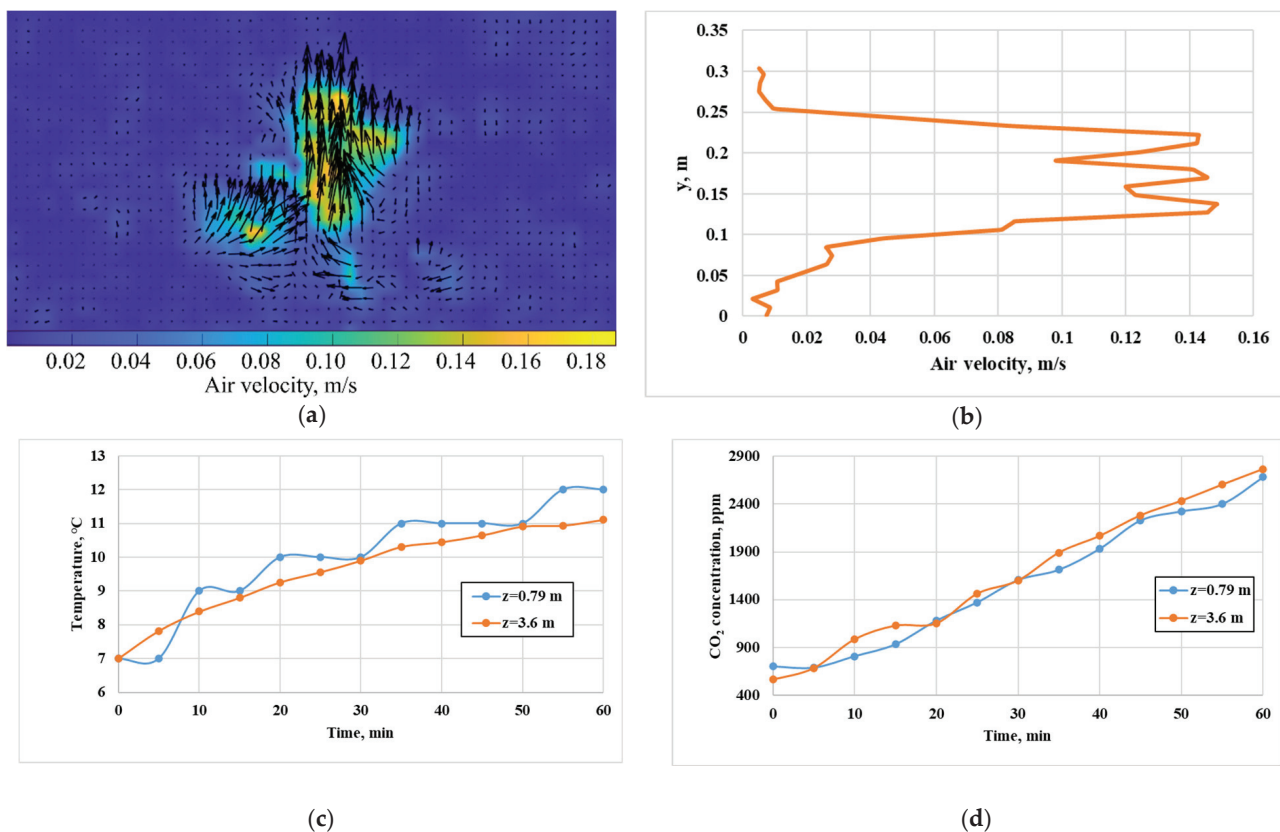 0.02 0.04 0.06 0.08 0.10 0.12 0.14 0.16 0.18
Air velocity, m/s
(a)
0.35
0.3
0.25
0.2
0.15
0.1
0.05
0
y, m
0 0.02 0.04 0.06 0.08 0.1 0.12 0.14 0.16
Air velocity, m/s
(b)
13
12
11
10
9
8
7
6
Temperature, °C
z=0.79 m
z=3.6 m
0 10 20 30 40 50 60
Time, min
(c)
2900
2400
1900
1400
900
400
CO₂ concentration, ppm
z=0.79 m
z=3.6 m
0 10 20 30 40 50 60
Time, min
(d)